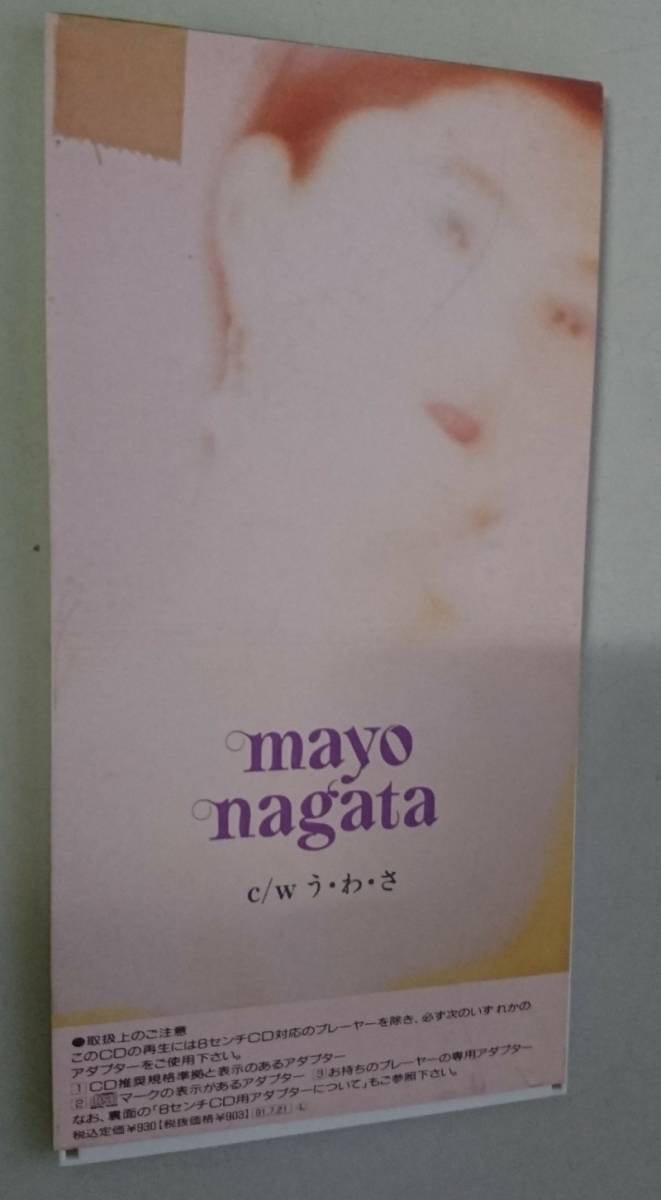 mayo
nagata
c/w う・わ・さ
●取扱上のご注意
このCDの再生には8センチCD対応のプレーヤーを除き、必ず次のいずれかの
アダプターをご使用下さい。
1 CD推奨規格準拠と表示のあるアダプター
2 マークの表示があるアダプター 3 お持ちのプレーヤーの専用アダプター
なお、裏面の「8センチCD用アダプターについて」もご参照下さい。
税込定価¥930【税抜価格¥903】 91.7.21